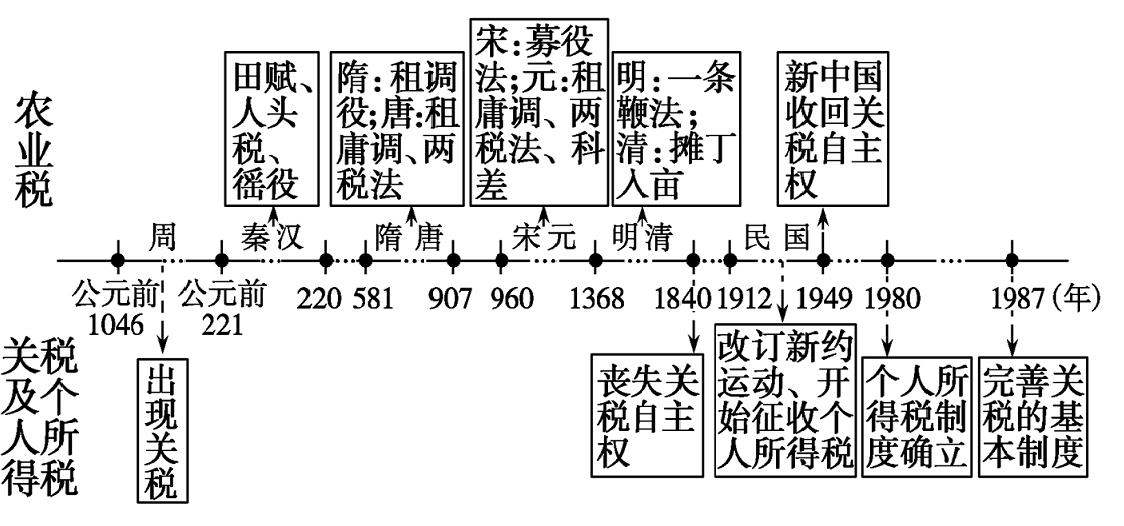 农
业
税
田赋、
人头
税、
徭役
隋:租调
役;唐:租
庸调、两
税法
宋:募役
法;元:租
庸调、两
税法、科
差
明:一条
鞭法;
清:摊丁
入亩
新中国
收回关
税自主
权
周
秦汉
隋唐
宋元
明清
民国
公元前
1046
公元前
221
220
581
907
960
1368
1840
1912
1949
1980
1987(年)
关税
及个
人所
得税
出
现
关
税
丧失关
税自主
权
改订新约
运动、开
始征收个
人所得税
个人所
得税制
度确立
完善关
税的基
本制度